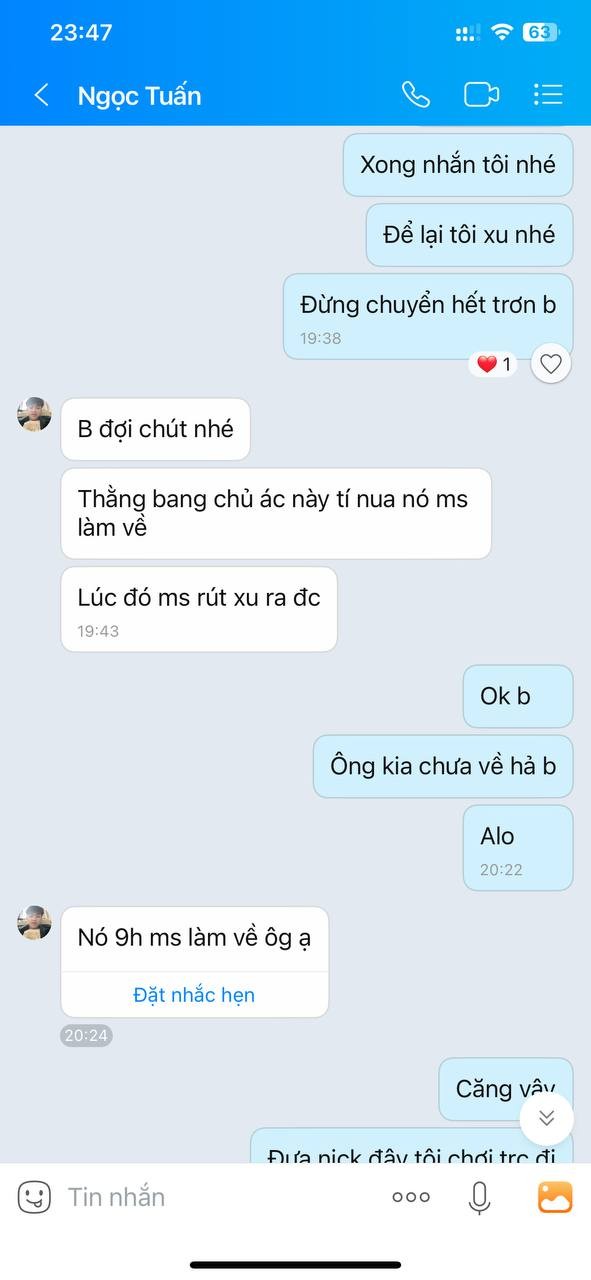 23:47
63
Ngọc Tuấn
Xong nhắn tôi nhé
Để lại tôi xu nhé
Đừng chuyển hết trơn b
19:38
1
B đợi chút nhé
Thằng bang chủ ác này tí nua nó ms
làm về
Lúc đó ms rút xu ra đc
19:43
Ok b
Ông kia chưa về hả b
Alo
20:22
Nó 9h ms làm về ôg ạ
Đặt nhắc hẹn
20:24
Căng vậy
Đưa nick đây tôi chơi trc đi
Tin nhắn